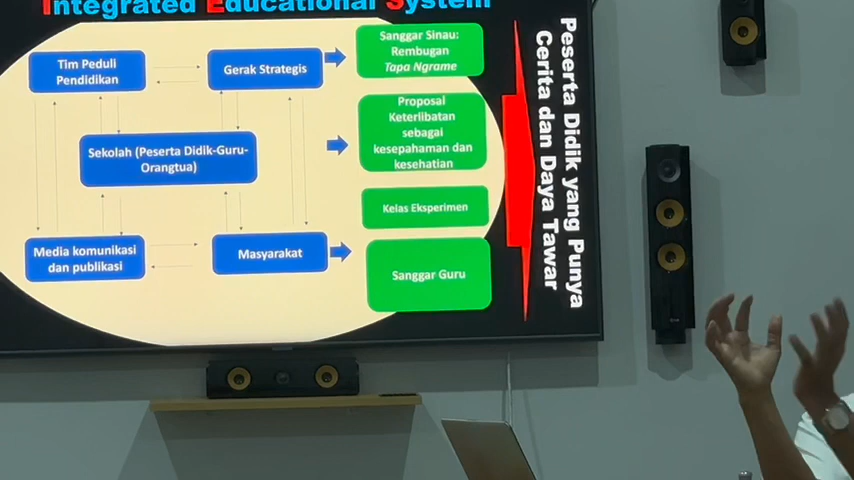 Integrated Educational System
Tim Peduli
Pendidikan
Gerak Strategis
Sekolah (Peserta Didik-Guru-
Orangtua)
Media komunikasi
dan publikasi
Masyarakat
Sanggar Sinau:
Rembugan
Tapa Ngrame
Proposal
Keterlibatan
sebagai
kesepahaman dan
kesehatian
Kelas Eksperimen
Sanggar Guru
Peserta Didik yang Punya
Cerita dan Daya Tawar